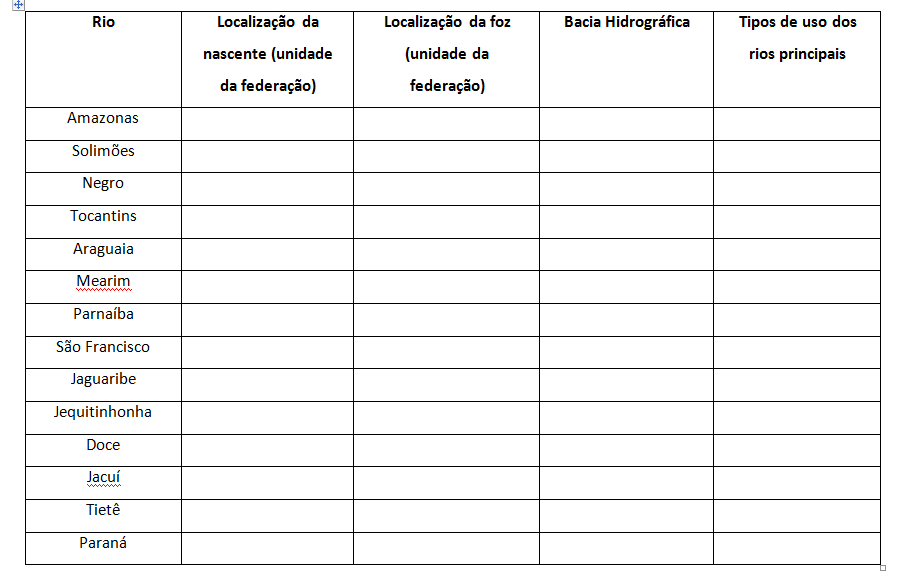 Rio
Localização da
nascente (unidade
da federação)
Localização da foz
(unidade da
federação)
Bacia Hidrográfica
Tipos de uso dos
rios principais
Amazonas
Solimões
Negro
Tocantins
Araguaia
Mearim
Parnaíba
São Francisco
Jaguaribe
Jequitinhonha
Doce
Jacuí
Tietê
Paraná